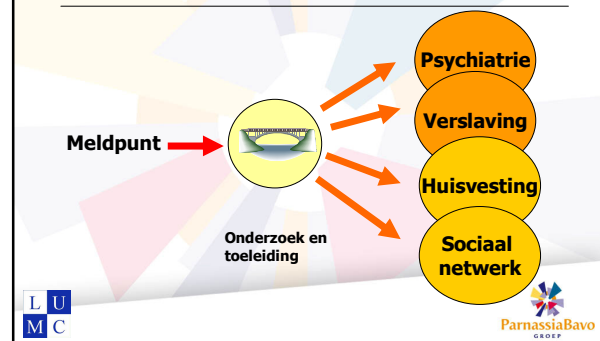 Psychiatrie
Verslaving
Meldpunt
Huisvesting
Onderzoek en
toeleiding
Sociaal
netwerk
L U
M C
ParnassiaBavo
GROEP